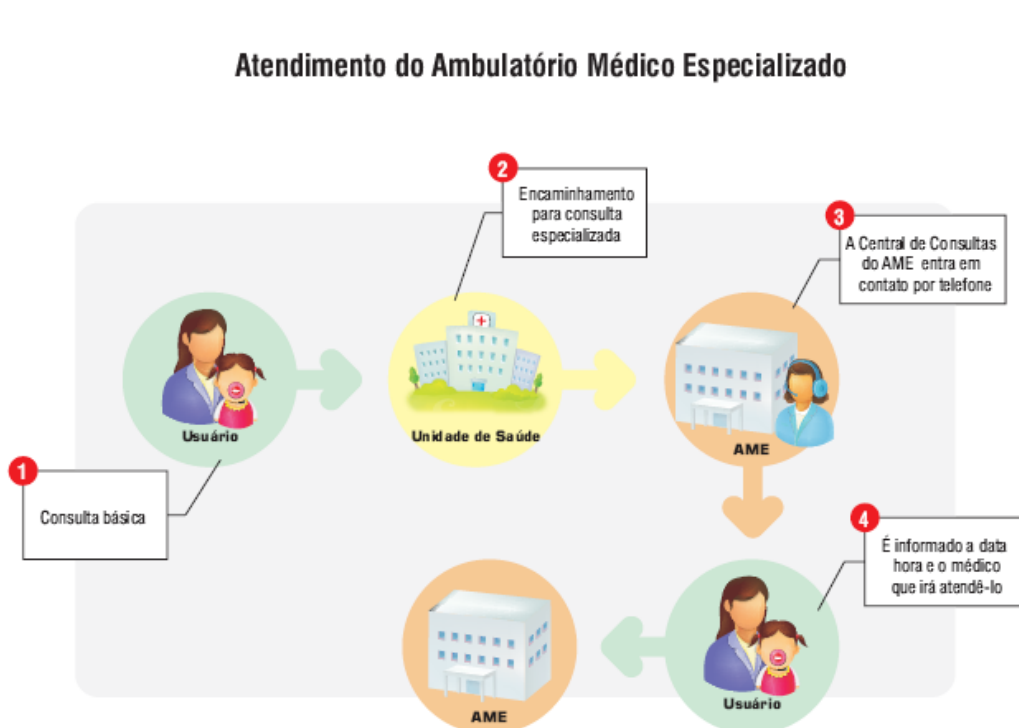 Atendimento do Ambulatório Médico Especializado
2
Encaminhamento
para consulta
especializada
3
A Central de Consultas
do AME entra em
contato por telefone
Usuário
Unidade de Saúde
AME
1
Consulta básica
4
É informado a data
hora e o médico
que irá atendê-lo
AME
Usuário